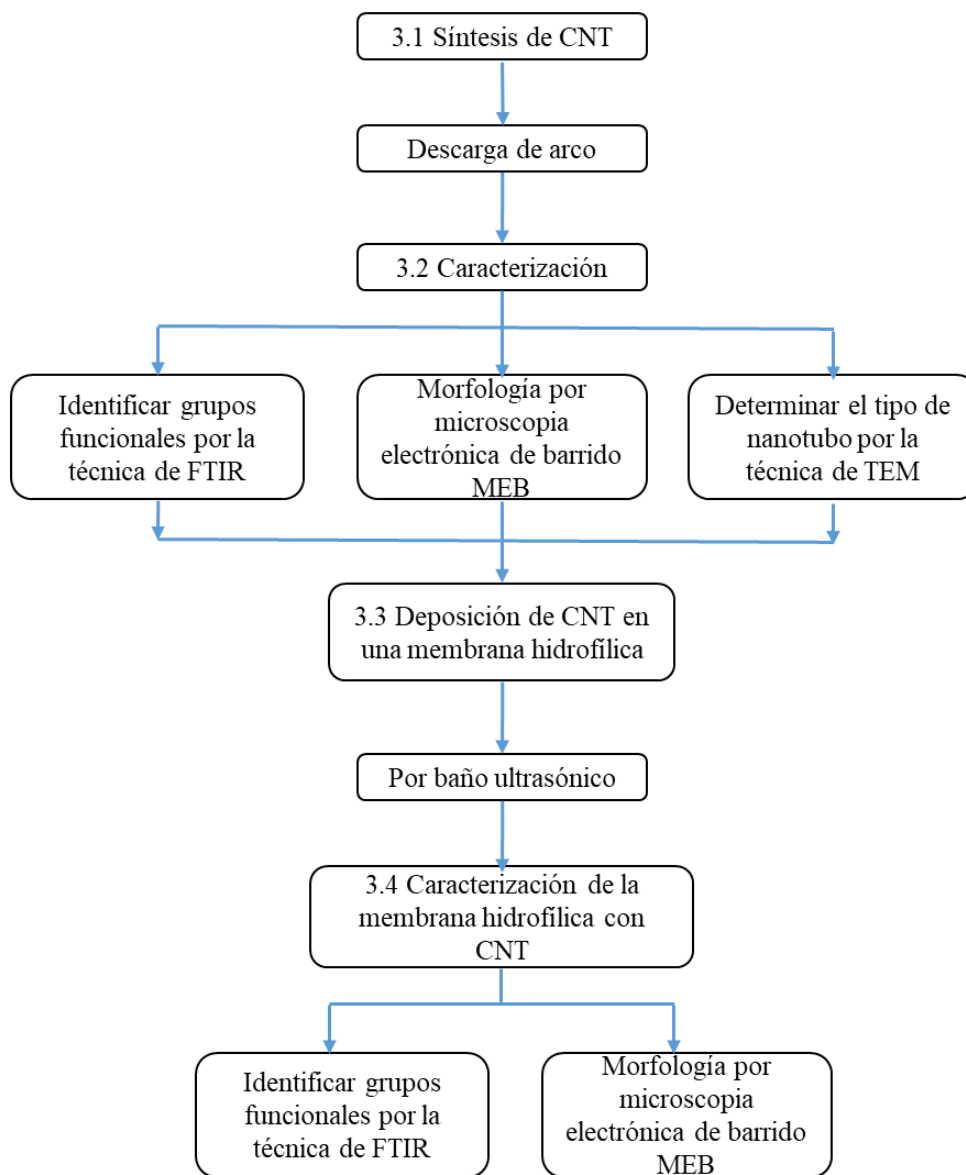 3.1 Síntesis de CNT
Descarga de arco
3.2 Caracterización
Identificar grupos
funcionales por la
técnica de FTIR
Morfología por
microscopia
electrónica de barrido
MEB
Determinar el tipo de
nanotubo por la
técnica de TEM
3.3 Deposición de CNT en
una membrana hidrofílica
Por baño ultrasónico
3.4 Caracterización de la
membrana hidrofílica con
CNT
Identificar grupos
funcionales por la
técnica de FTIR
Morfología por
microscopia
electrónica de barrido
MEB